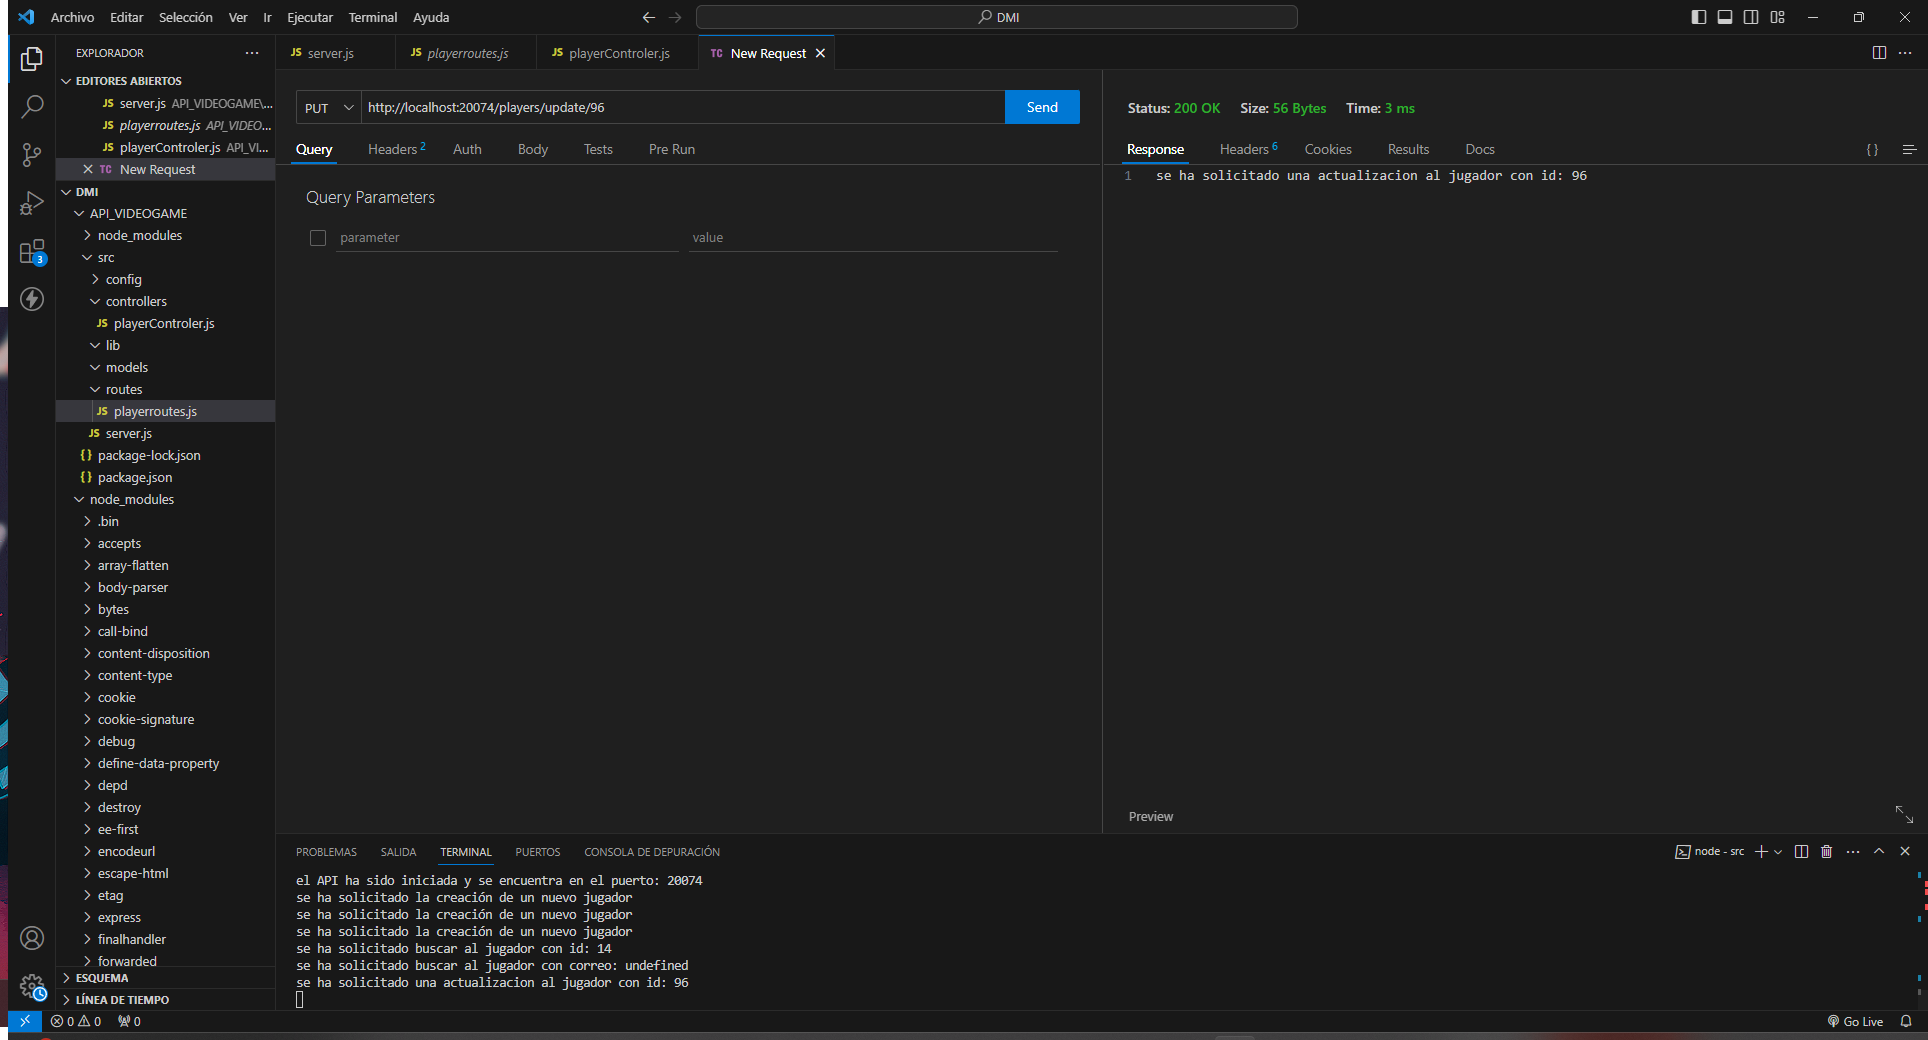 Archivo Editar Selección Ver Ir Ejecutar Terminal Ayuda
DMI
EXPLORADOR
EDITORES ABIERTOS
JS server.js API_VIDEOGAME\...
JS playerroutes.js API_VIDEO...
JS playerControler.js API_VI...
TC New Request
DMI
API_VIDEOGAME
node_modules
src
config
controllers
JS playerControler.js
lib
models
routes
JS playerroutes.js
JS server.js
{} package-lock.json
{} package.json
node_modules
.bin
accepts
array-flatten
body-parser
bytes
call-bind
content-disposition
content-type
cookie
cookie-signature
debug
define-data-property
depd
destroy
ee-first
encodeurl
escape-html
etag
express
finalhandler
forwarded
ESQUEMA
LÍNEA DE TIEMPO
3
JS server.js
JS playerroutes.js
JS playerControler.js
TC New Request
PUT http://localhost:20074/players/update/96 Send
Query Headers 2 Auth Body Tests Pre Run
Query Parameters
parameter value
Status: 200 OK Size: 56 Bytes Time: 3 ms
Response Headers 6 Cookies Results Docs {}
1 se ha solicitado una actualizacion al jugador con id: 96
Preview
PROBLEMAS SALIDA TERMINAL PUERTOS CONSOLA DE DEPURACIÓN
node - src
el API ha sido iniciada y se encuentra en el puerto: 20074
se ha solicitado la creación de un nuevo jugador
se ha solicitado la creación de un nuevo jugador
se ha solicitado la creación de un nuevo jugador
se ha solicitado buscar al jugador con id: 14
se ha solicitado buscar al jugador con correo: undefined
se ha solicitado una actualizacion al jugador con id: 96
0 0 0
Go Live